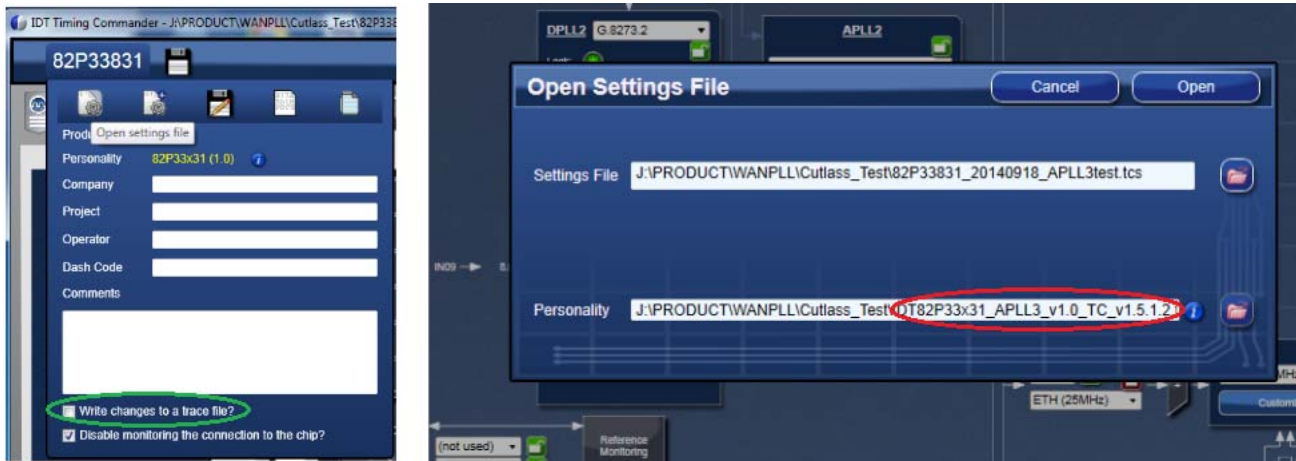 IDT Timing Commander - J:\PRODUCT\WANPLL\Cutlass_Test\82P338
82P33831
Open settings file
Personality 82P33x31 (1.0)
Company
Project
Operator
Dash Code
Comments
Write changes to a trace file?
Disable monitoring the connection to the chip?
DPLL2 G.8273.2
APLL2
Open Settings File
Cancel
Open
Settings File J:\PRODUCT\WANPLL\Cutlass_Test\82P33831_20140918_APLL3test.tcs
IN09
Personality J:\PRODUCT\WANPLL\Cutlass_Test\IDT82P33x31_APLL3_v1.0_TC_v1.5.1.2
ETH (25MHz)
(not used)
Reference
Monitoring